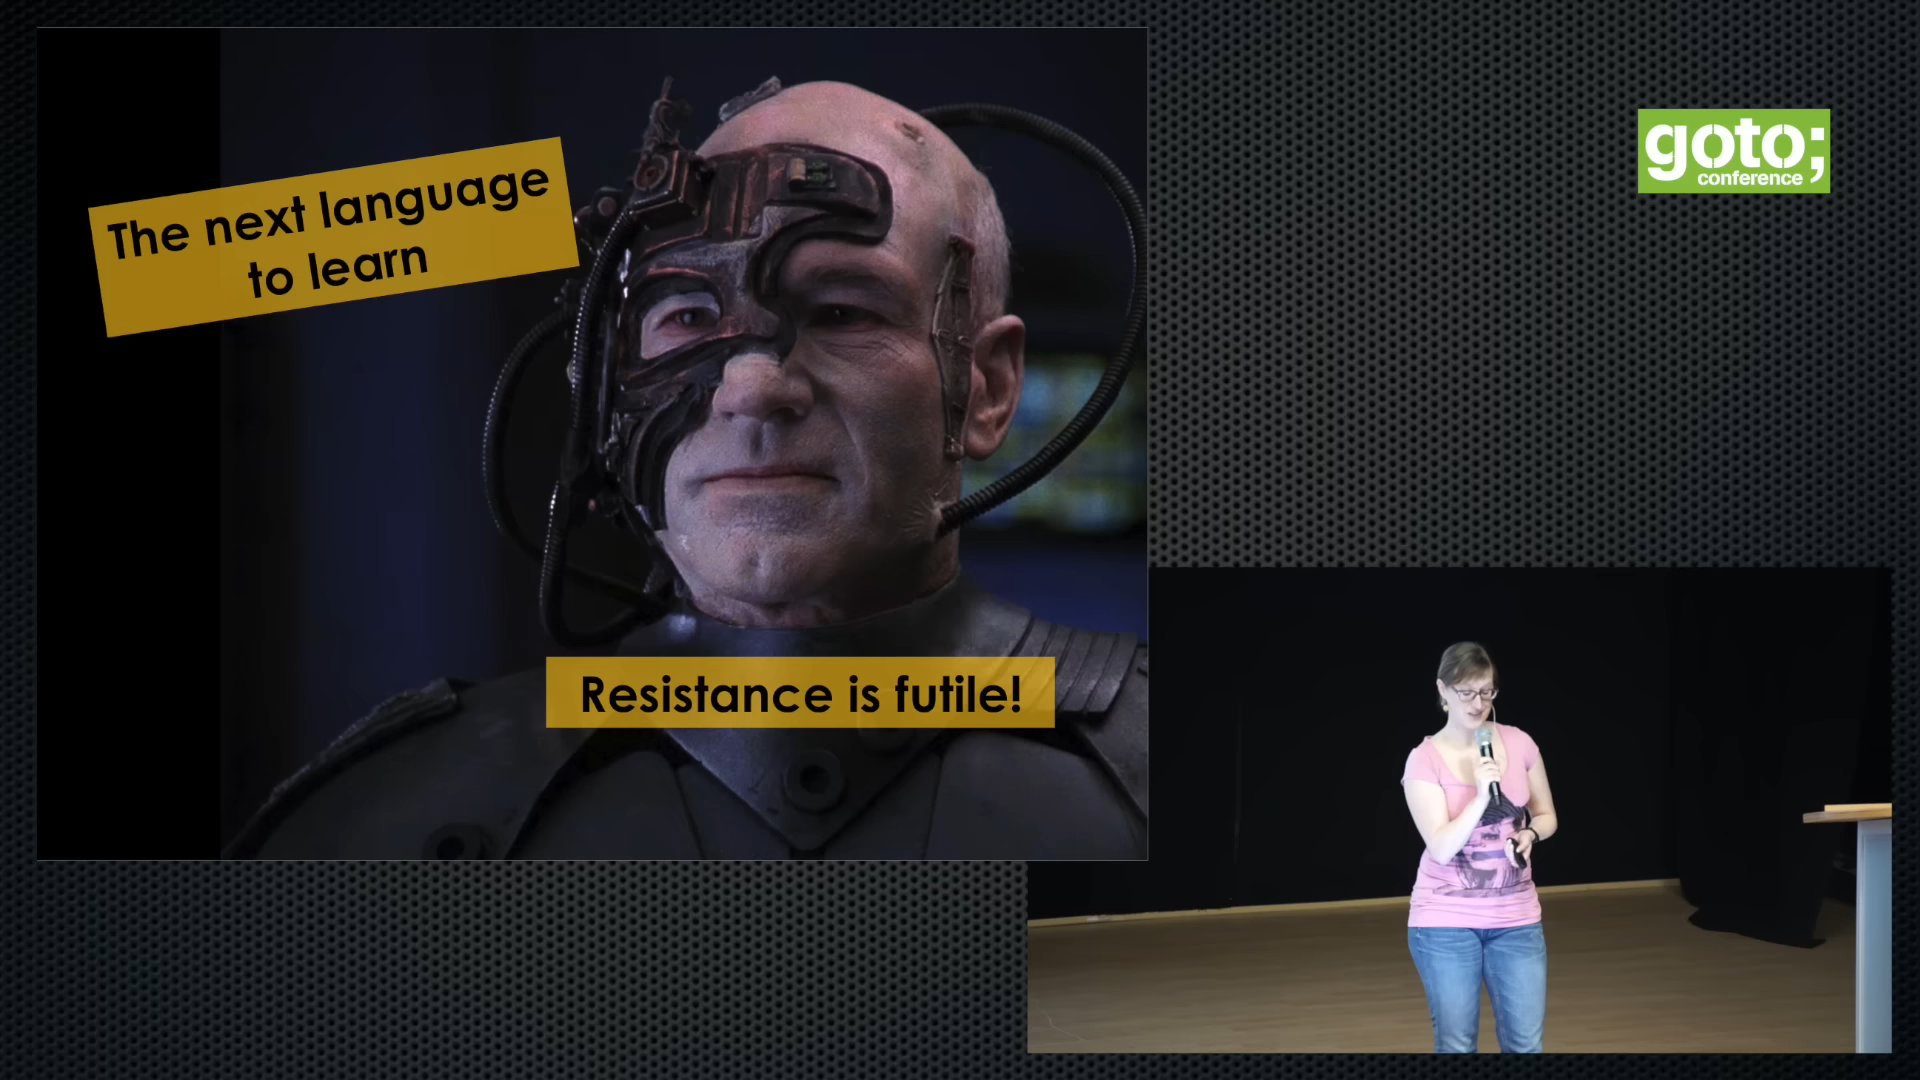 The next language
to learn
Resistance is futile!
goto;
conference